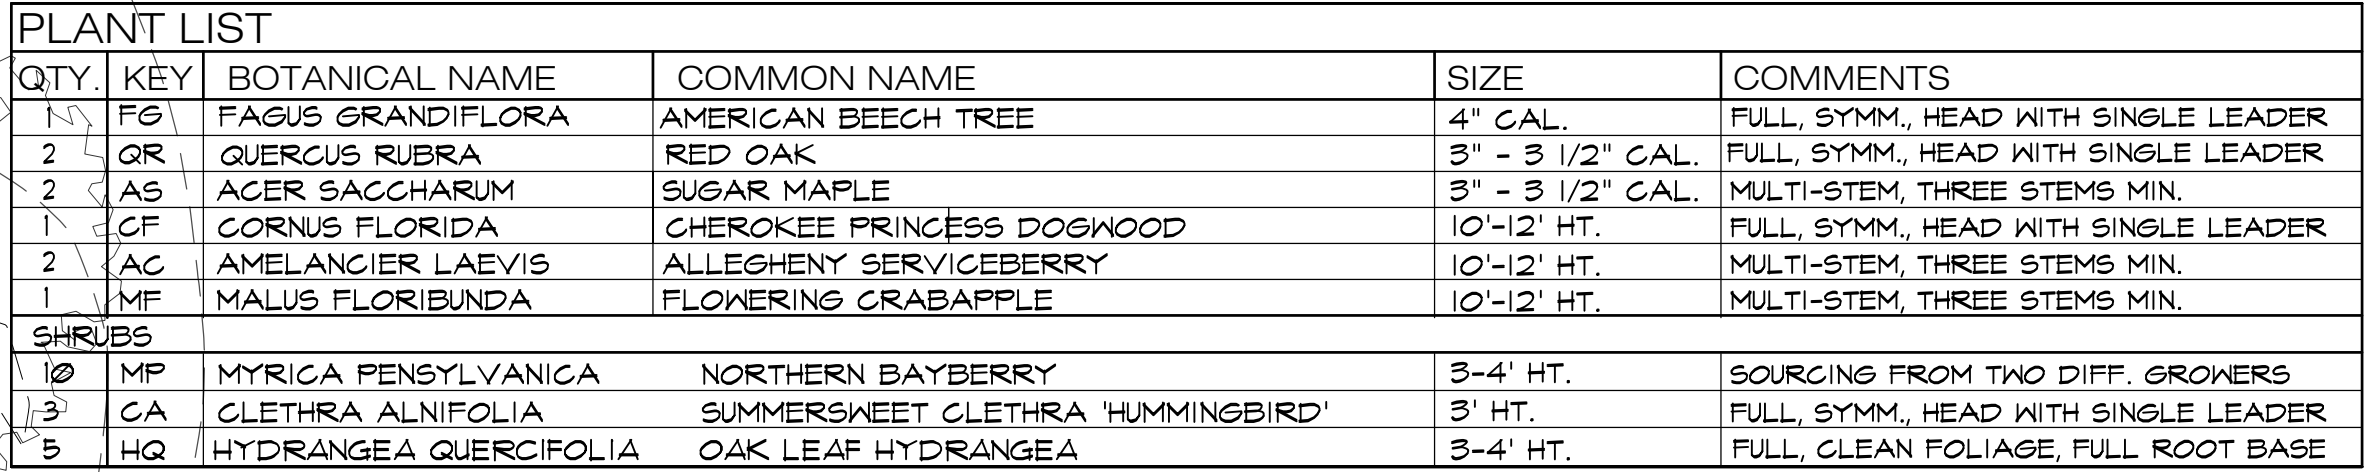 PLANT LIST
QTY. KEY BOTANICAL NAME COMMON NAME SIZE COMMENTS
1 FG FAGUS GRANDIFLORA AMERICAN BEECH TREE 4" CAL. FULL, SYMM., HEAD WITH SINGLE LEADER
2 QR QUERCUS RUBRA RED OAK 3" - 3 1/2" CAL. FULL, SYMM., HEAD WITH SINGLE LEADER
2 AS ACER SACCHARUM SUGAR MAPLE 3" - 3 1/2" CAL. MULTI-STEM, THREE STEMS MIN.
1 CF CORNUS FLORIDA CHEROKEE PRINCESS DOGWOOD 10'-12' HT. FULL, SYMM., HEAD WITH SINGLE LEADER
2 AC AMELANCIER LAEVIS ALLEGHENY SERVICEBERRY 10'-12' HT. MULTI-STEM, THREE STEMS MIN.
1 MF MALUS FLORIBUNDA FLOWERING CRABAPPLE 10'-12' HT. MULTI-STEM, THREE STEMS MIN.
SHRUBS
10 MP MYRICA PENSYLVANICA NORTHERN BAYBERRY 3-4' HT. SOURCING FROM TWO DIFF. GROWERS
3 CA CLETHRA ALNIFOLIA SUMMERSWEET CLETHRA 'HUMMINGBIRD' 3' HT. FULL, SYMM., HEAD WITH SINGLE LEADER
5 HQ HYDRANGEA QUERCIFOLIA OAK LEAF HYDRANGEA 3-4' HT. FULL, CLEAN FOLIAGE, FULL ROOT BASE